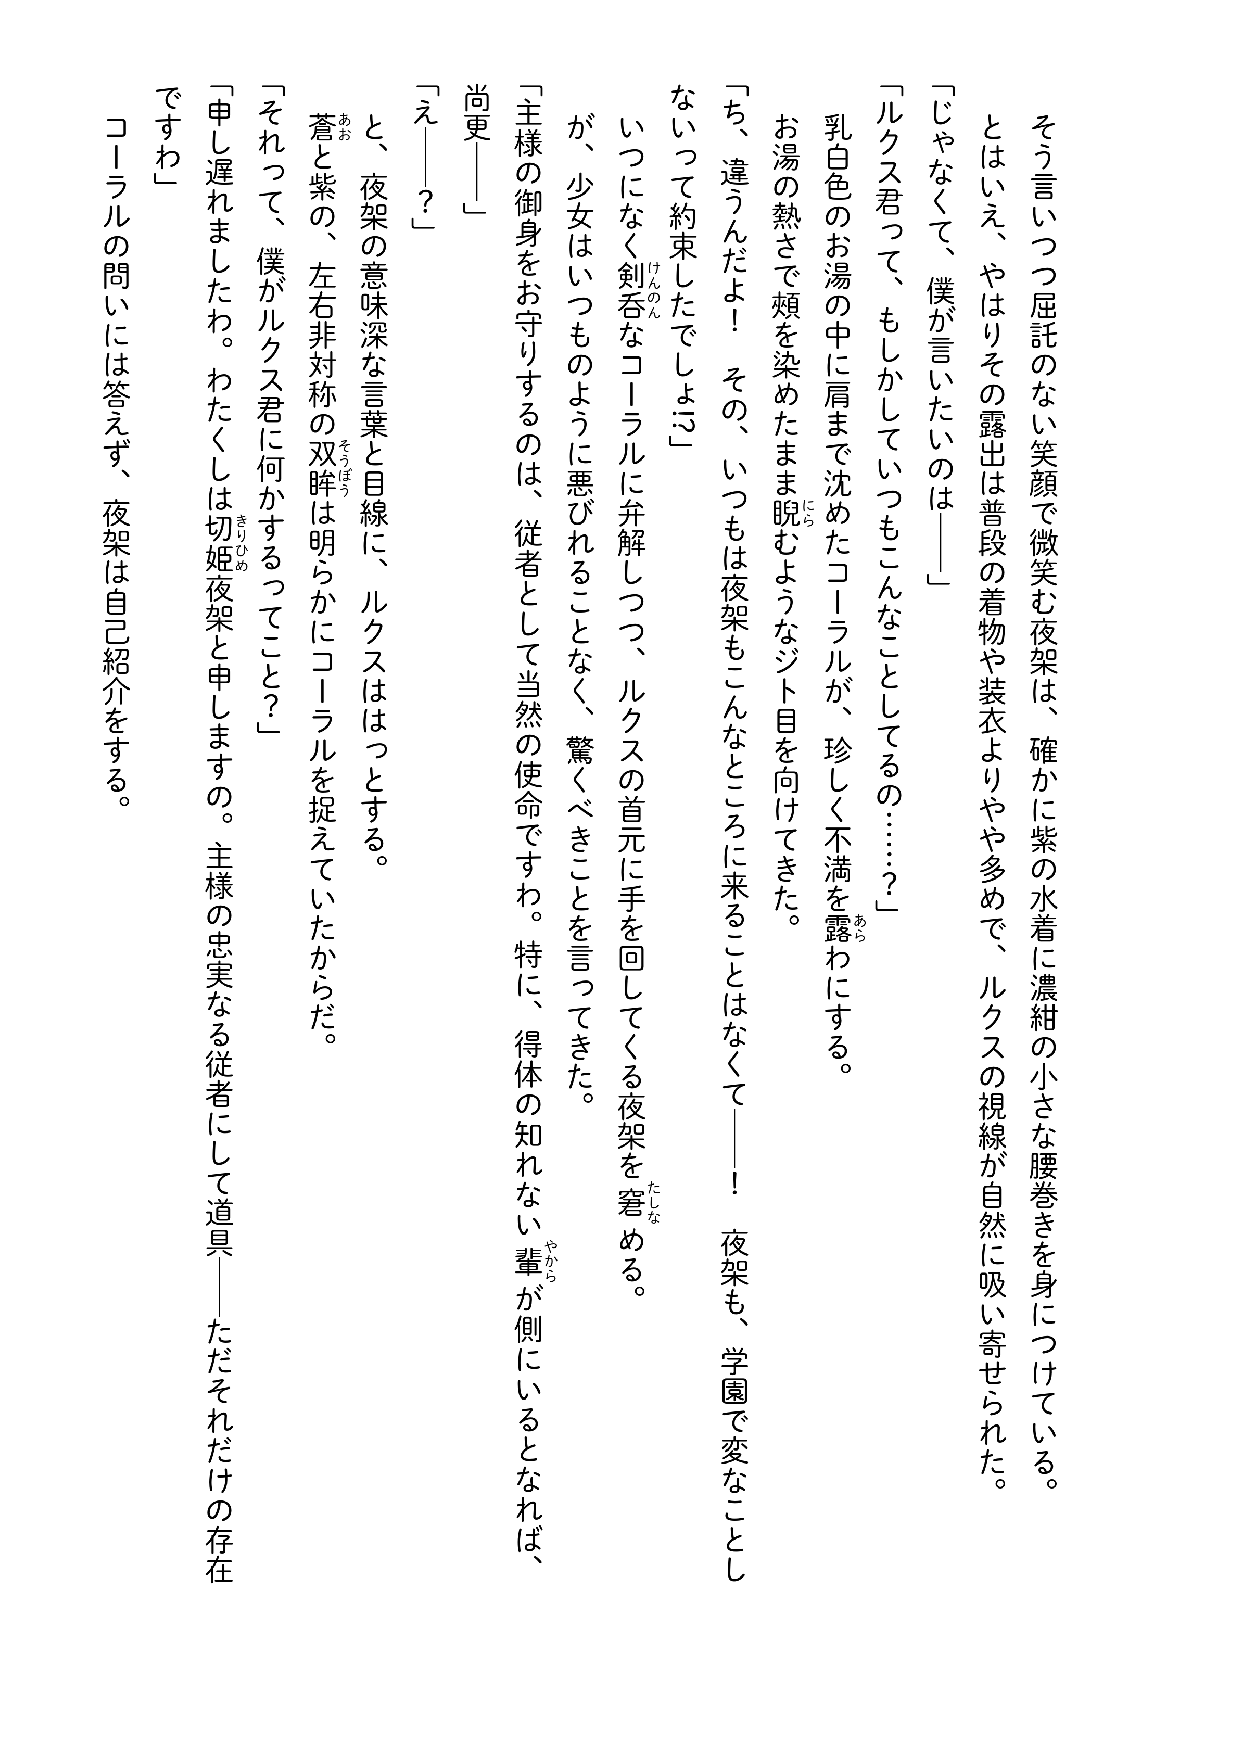 そう言いつつ屈託のない笑顔で微笑む夜架は、確かに紫の水着に濃紺の小さな腰巻きを身につけている。
とはいえ、やはりその露出は普段の着物や装衣よりやや多めで、ルクスの視線が自然に吸い寄せられた。
「じゃなくて、僕が言いたいのは――」
「ルクス君って、もしかしていつもこんなことしてるの……？」
乳白色のお湯の中に肩まで沈めたコーラルが、珍しく不満を露わにする。
お湯の熱さで頰を染めたまま睨むようなジト目を向けてきた。
「ち、違うんだよ！　その、いつもは夜架もこんなところに来ることはなくて――！　夜架も、学園で変なことし
ないって約束したでしょ!?」
いつになく剣呑なコーラルに弁解しつつ、ルクスの首元に手を回してくる夜架を窘める。
が、少女はいつものように悪びれることなく、驚くべきことを言ってきた。
「主様の御身をお守りするのは、従者として当然の使命ですわ。特に、得体の知れない輩が側にいるとなれば、
尚更――」
「え――？」
と、夜架の意味深な言葉と目線に、ルクスははっとする。
蒼と紫の、左右非対称の双眸は明らかにコーラルを捉えていたからだ。
「それって、僕がルクス君に何かするってこと？」
「申し遅れましたわ。わたくしは切姫夜架と申しますの。主様の忠実なる従者にして道具――ただそれだけの存在
ですわ」
コーラルの問いには答えず、夜架は自己紹介をする。